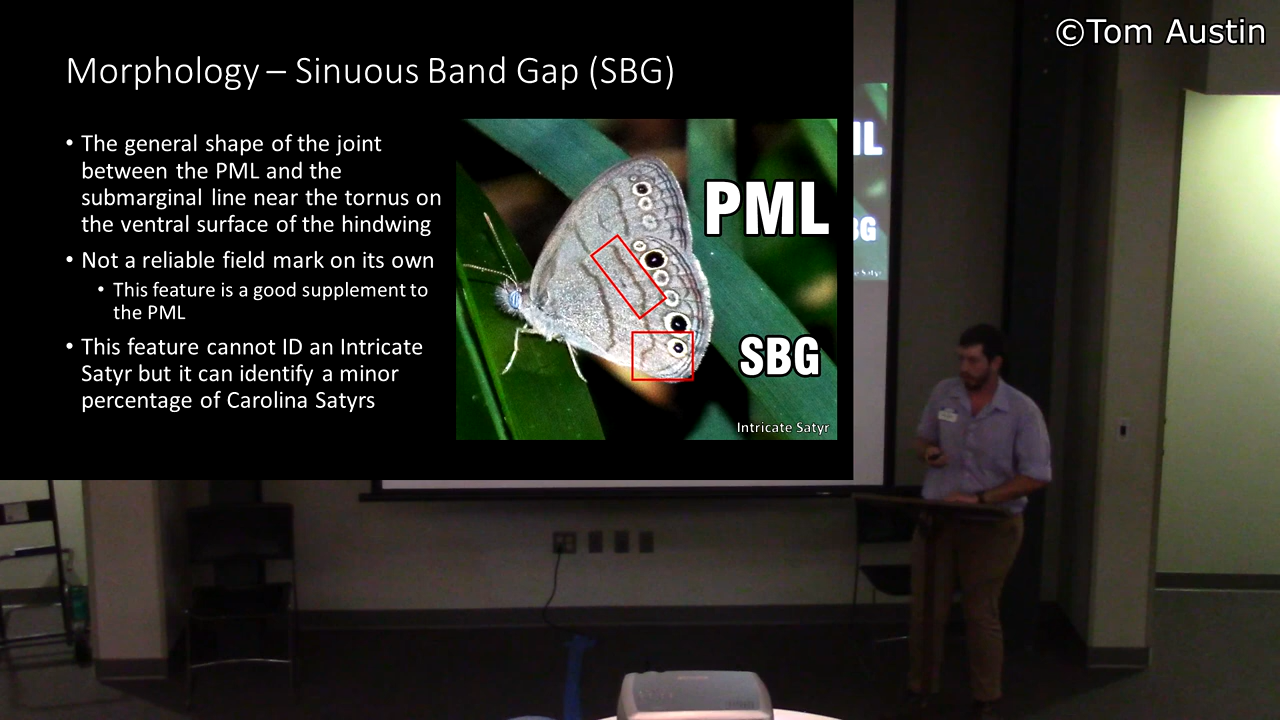 ©Tom Austin
Morphology – Sinuous Band Gap (SBG)
• The general shape of the joint
between the PML and the
submarginal line near the tornus on
the ventral surface of the hindwing
• Not a reliable field mark on its own
• This feature is a good supplement to
the PML
• This feature cannot ID an Intricate
Satyr but it can identify a minor
percentage of Carolina Satyrs
PML
SBG
Intricate Satyr
IL
BG
Satyr